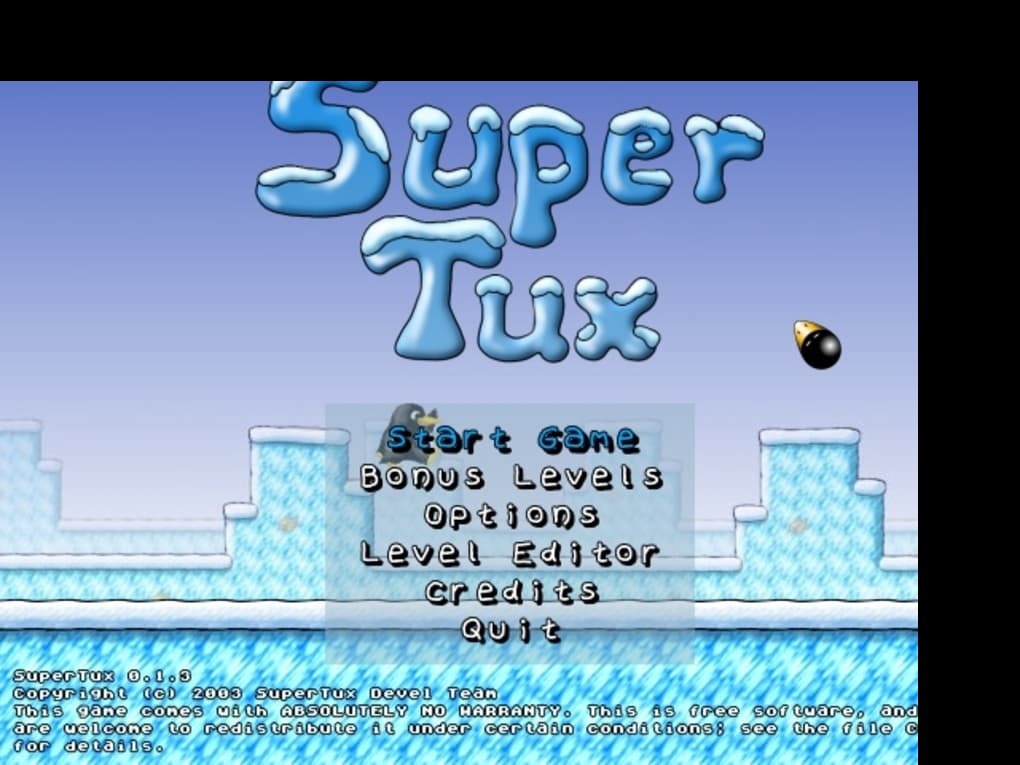 Super
Tux
Start Game
Bonus Levels
Options
Level Editor
Credits
Quit
SuperTux 0.1.3
Copyright (c) 2003 SuperTux Devel Team
This game comes with ABSOLUTELY NO WARRANTY. This is free software, and
are welcome to redistribute it under certain conditions; see the file C
for details.